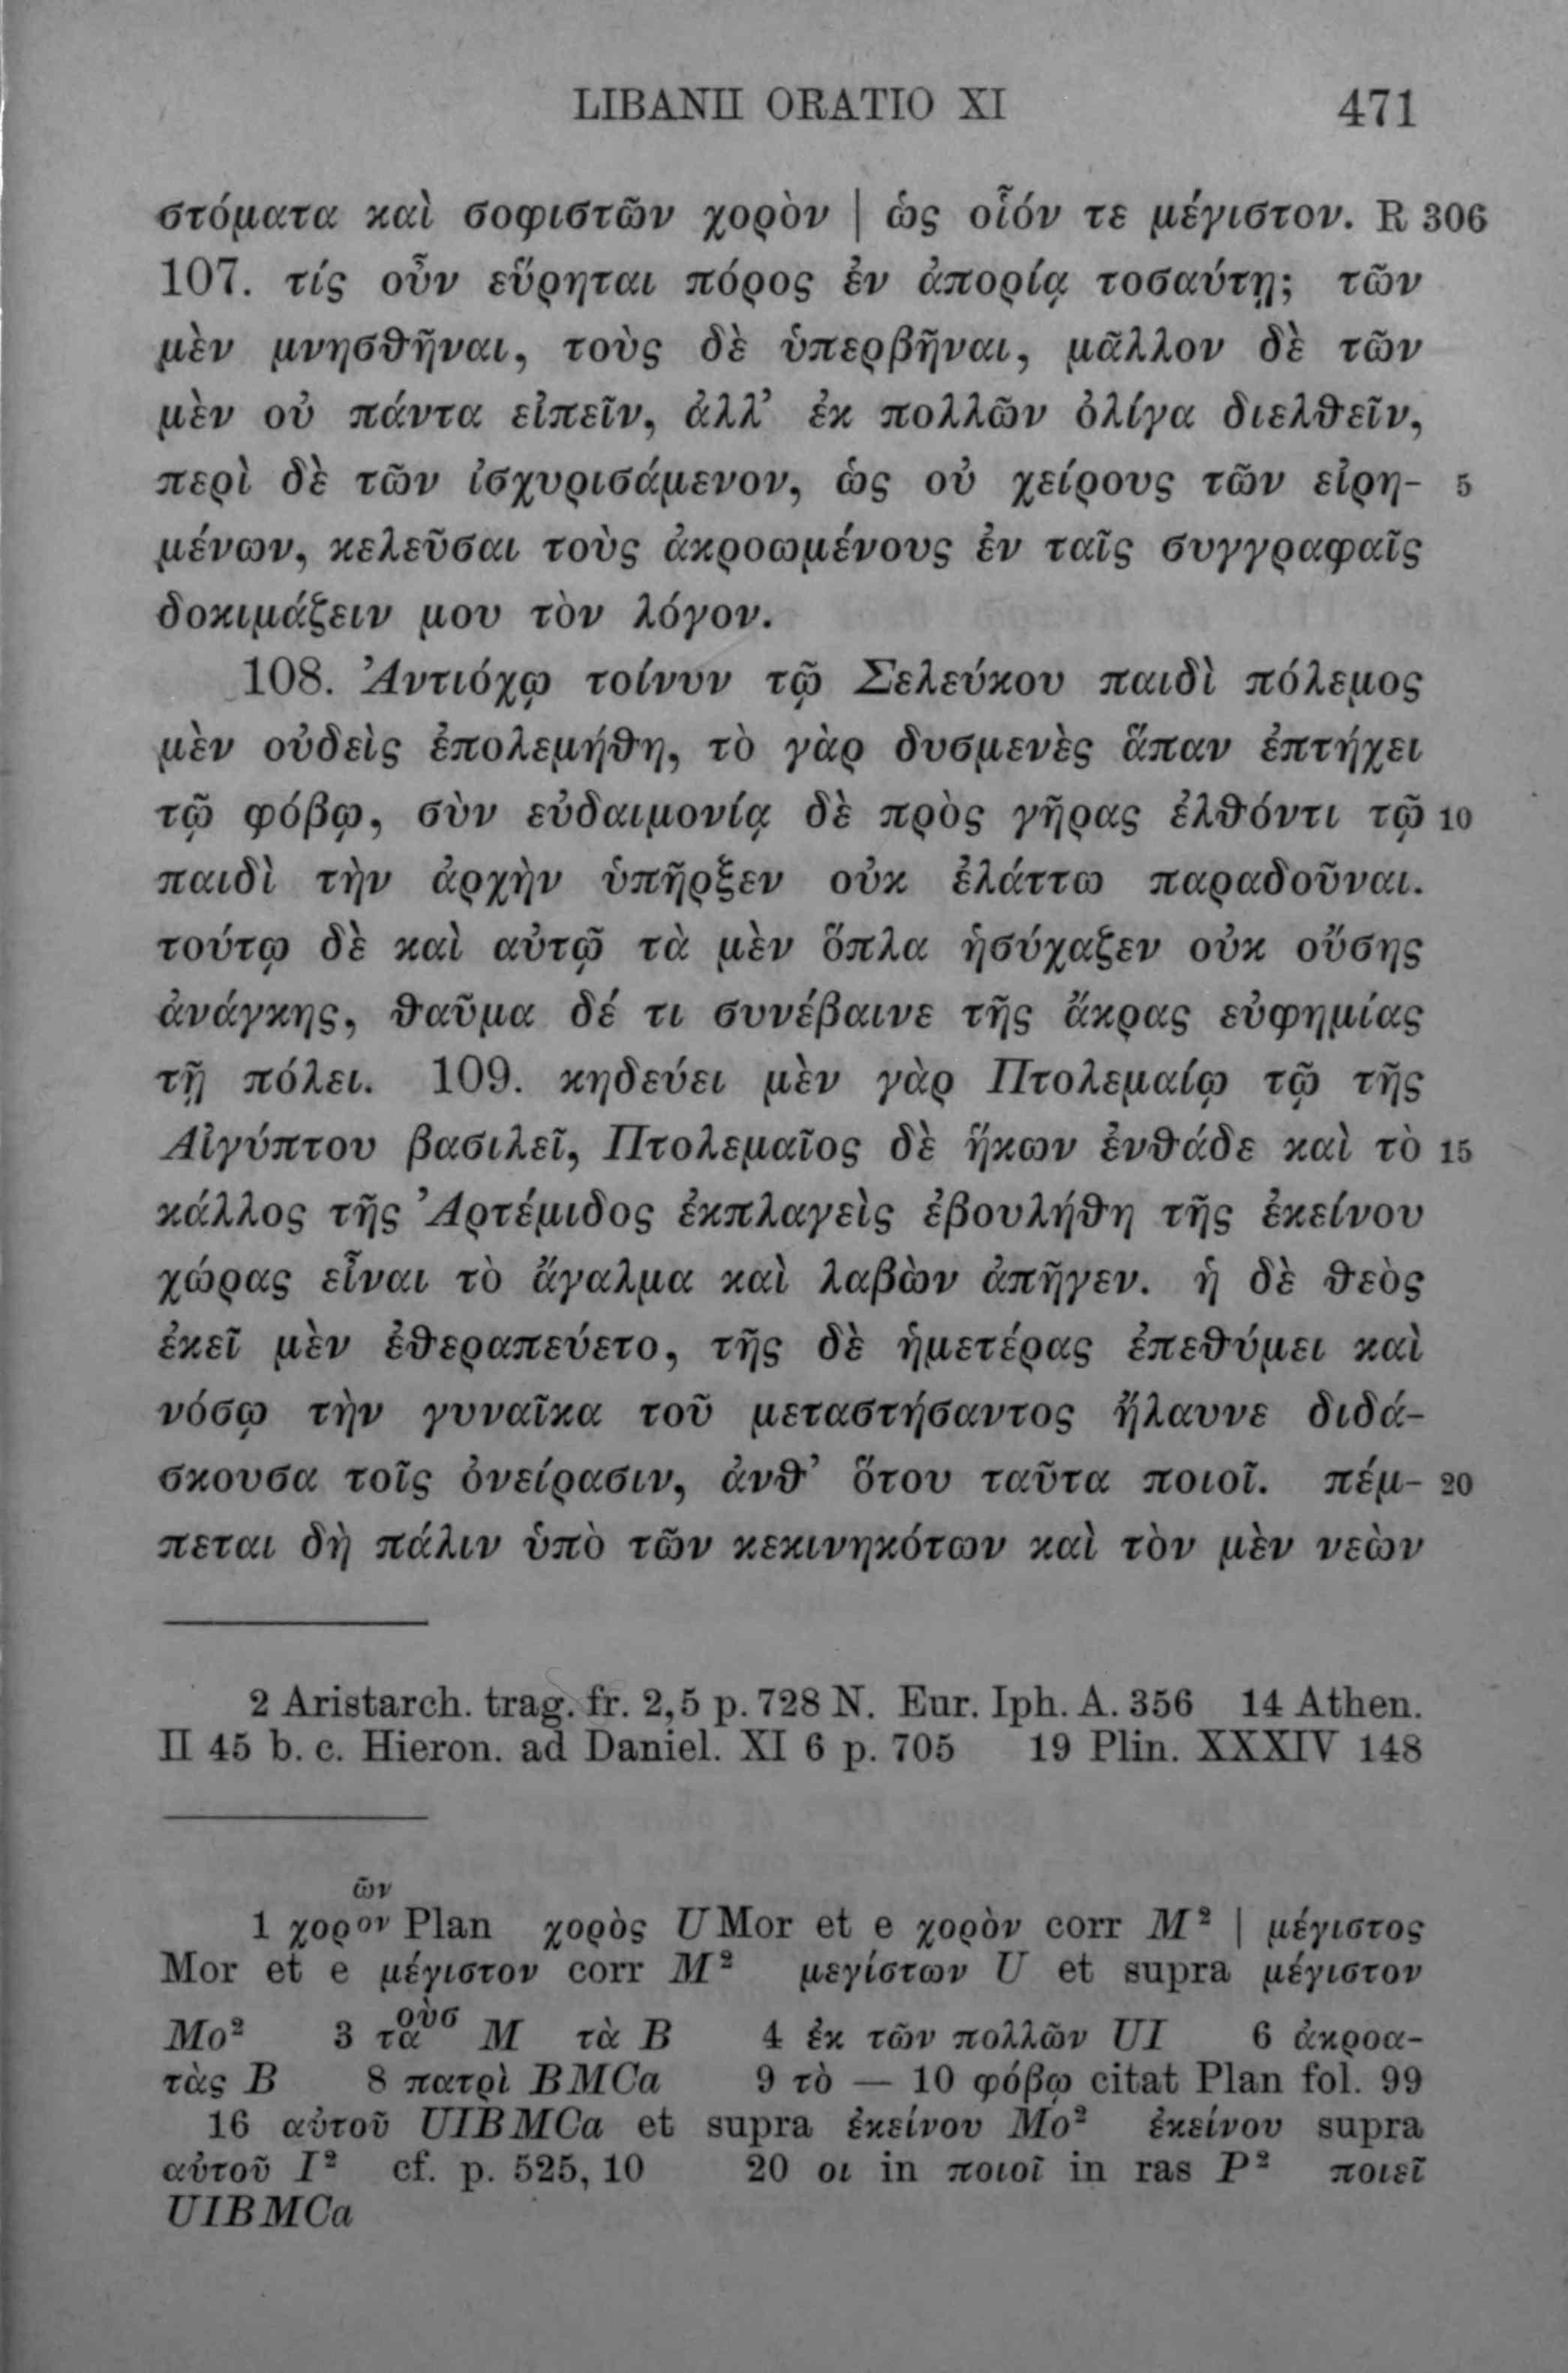 LIBANII ORATIO XI 471
στόματα καὶ σοφιστῶν χορὸν | ὡς οἷόν τε μέγιστον. R 306
107. τίς οὖν εὕρηται πόρος ἐν ἀπορίᾳ τοσαύτῃ; τῶν
μὲν μνησθῆναι, τοὺς δὲ ὑπερβῆναι, μᾶλλον δὲ τῶν
μὲν οὐ πάντα εἰπεῖν, ἀλλ’ ἐκ πολλῶν ὀλίγα διελθεῖν,
περὶ δὲ τῶν ἰσχυρισάμενον, ὡς οὐ χείρους τῶν εἰρη- 5
μένων, κελεῦσαι τοὺς ἀκροωμένους ἐν ταῖς συγγραφαῖς
δοκιμάζειν μου τὸν λόγον.
108. Ἀντιόχῳ τοίνυν τῷ Σελεύκου παιδὶ πόλεμος
μὲν οὐδεὶς ἐπολεμήθη, τὸ γὰρ δυσμενὲς ἅπαν ἐπτήχει
τῷ φόβῳ, σὺν εὐδαιμονίᾳ δὲ πρὸς γῆρας ἐλθόντι τῷ 10
παιδὶ τὴν ἀρχὴν ὑπῆρξεν οὐκ ἐλάττω παραδοῦναι.
τούτῳ δὲ καὶ αὐτῷ τὰ μὲν ὅπλα ἡσύχαζεν οὐκ οὔσης
ἀνάγκης, θαῦμα δέ τι συνέβαινε τῆς ἄκρας εὐφημίας
τῇ πόλει. 109. κηδεύει μὲν γὰρ Πτολεμαίῳ τῷ τῆς
Αἰγύπτου βασιλεῖ, Πτολεμαῖος δὲ ἥκων ἐνθάδε καὶ τὸ 15
κάλλος τῆς Ἀρτέμιδος ἐκπλαγεὶς ἐβουλήθη τῆς ἐκείνου
χώρας εἶναι τὸ ἄγαλμα καὶ λαβὼν ἀπῆγεν. ἡ δὲ θεὸς
ἐκεῖ μὲν ἐθεραπεύετο, τῆς δὲ ἡμετέρας ἐπεθύμει καὶ
νόσῳ τὴν γυναῖκα τοῦ μεταστήσαντος ἤλαυνε διδά-
σκουσα τοῖς ὀνείρασιν, ἀνθ’ ὅτου ταῦτα ποιοῖ. πέμ- 20
πεται δὴ πάλιν ὑπὸ τῶν κεκινηκότων καὶ τὸν μὲν νεὼν
2 Aristarch. trag. fr. 2,5 p. 728 N. Eur. Iph. A. 356 14 Athen.
II 45 b. c. Hieron. ad Daniel. XI 6 p. 705 19 Plin. XXXIV 148
ῶν
1 χορον Plan χορὸς U Mor et e χορὸν corr M² | μέγιστος
Mor et e μέγιστον corr M² μεγίστων U et supra μέγιστον
οὺσ
Mo² 3 τὰ M τὰ B 4 ἐκ τῶν πολλῶν UI 6 ἀκροα-
τὰς B 8 πατρὶ BMCa 9 τὸ — 10 φόβῳ citat Plan fol. 99
16 αὐτοῦ UIBMCa et supra ἐκείνου Mo² ἐκείνου supra
αὐτοῦ I² cf. p. 525, 10 20 οι in ποιοῖ in ras P² ποιεῖ
UIBMCa